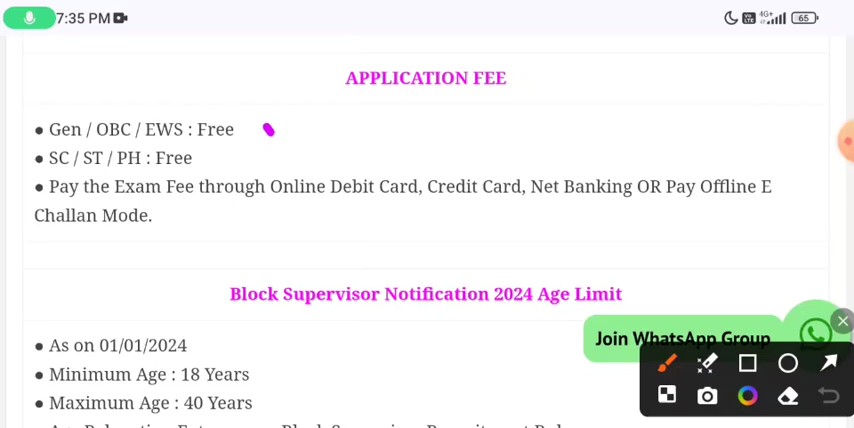 7:35 PM
4G+
65
APPLICATION FEE
● Gen / OBC / EWS : Free
● SC / ST / PH : Free
● Pay the Exam Fee through Online Debit Card, Credit Card, Net Banking OR Pay Offline E
Challan Mode.
Block Supervisor Notification 2024 Age Limit
● As on 01/01/2024
Join WhatsApp Group
● Minimum Age : 18 Years
● Maximum Age : 40 Years